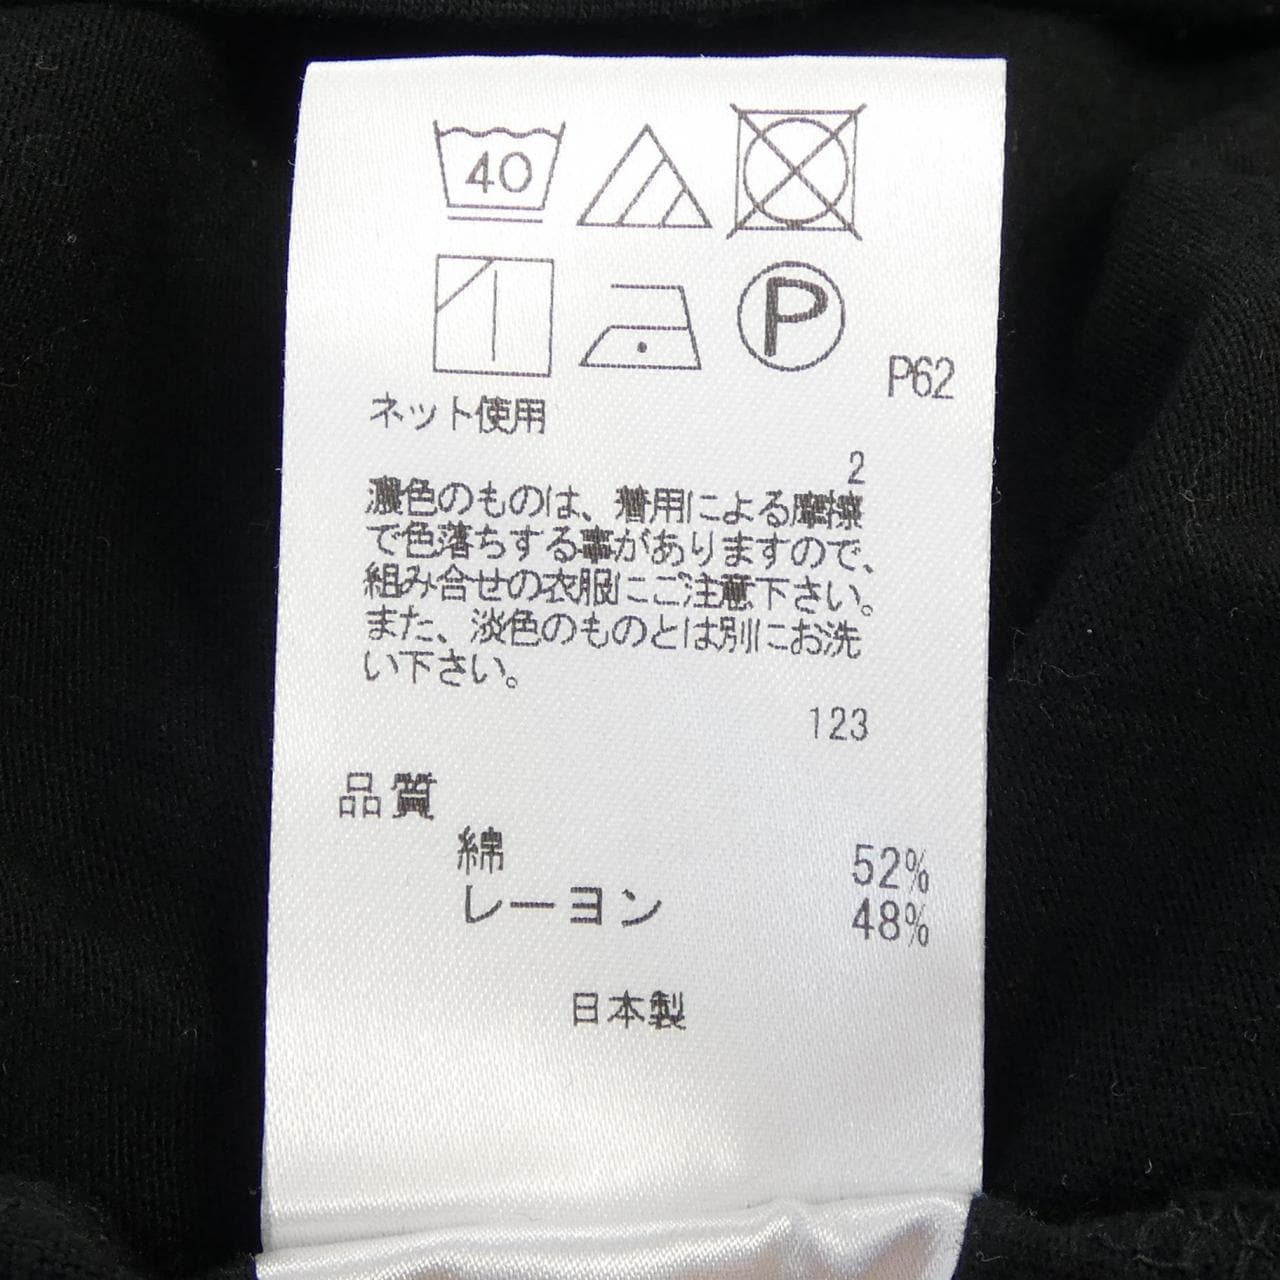 40
P
P62
ネット使用
2
濃色のものは、着用による摩擦
で色落ちする事がありますので、
組み合せの衣服にご注意下さい。
また、淡色のものとは別にお洗
い下さい。
123
品質
綿 52%
レーヨン 48%
日本製